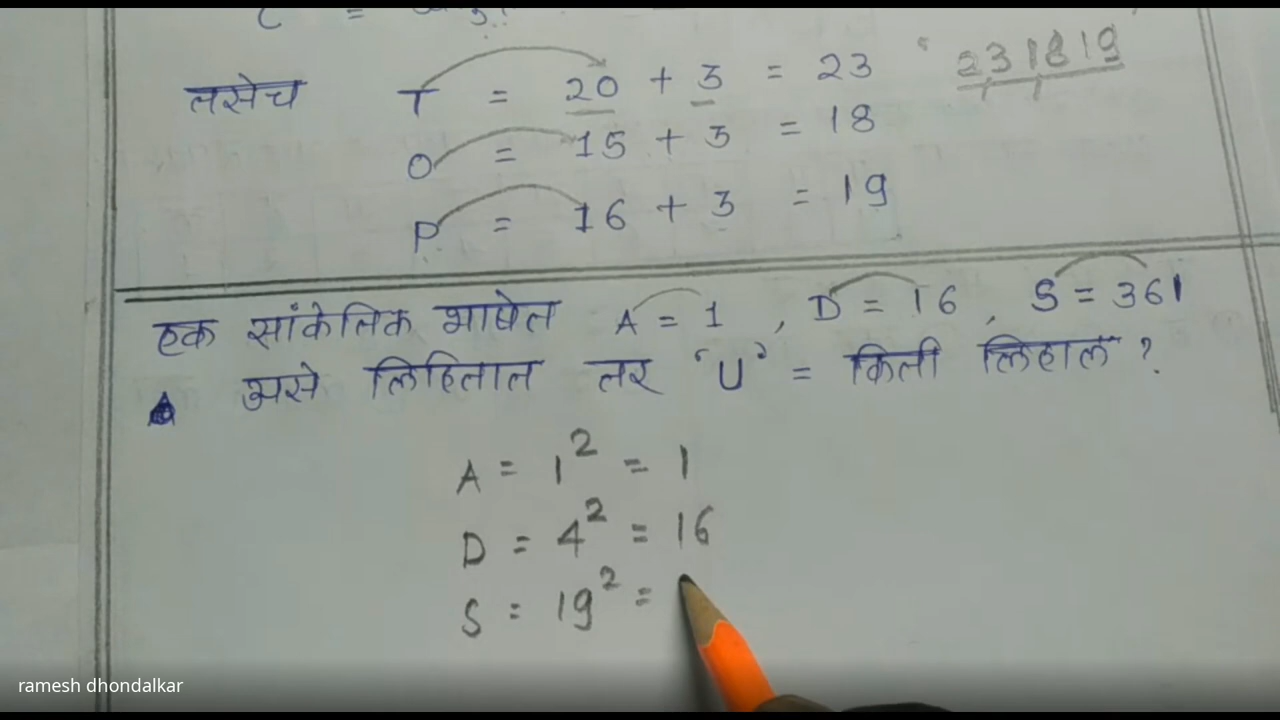 C =
तसेच T = 20 + 3 = 23 231819
O = 15 + 3 = 18
P = 16 + 3 = 19
एक सांकेतिक भाषेत A = 1 , D = 16 , S = 361
असे लिहितात तर 'U' = किती लिहाल ?
A = 1² = 1
D = 4² = 16
S = 19² =
ramesh dhondalkar